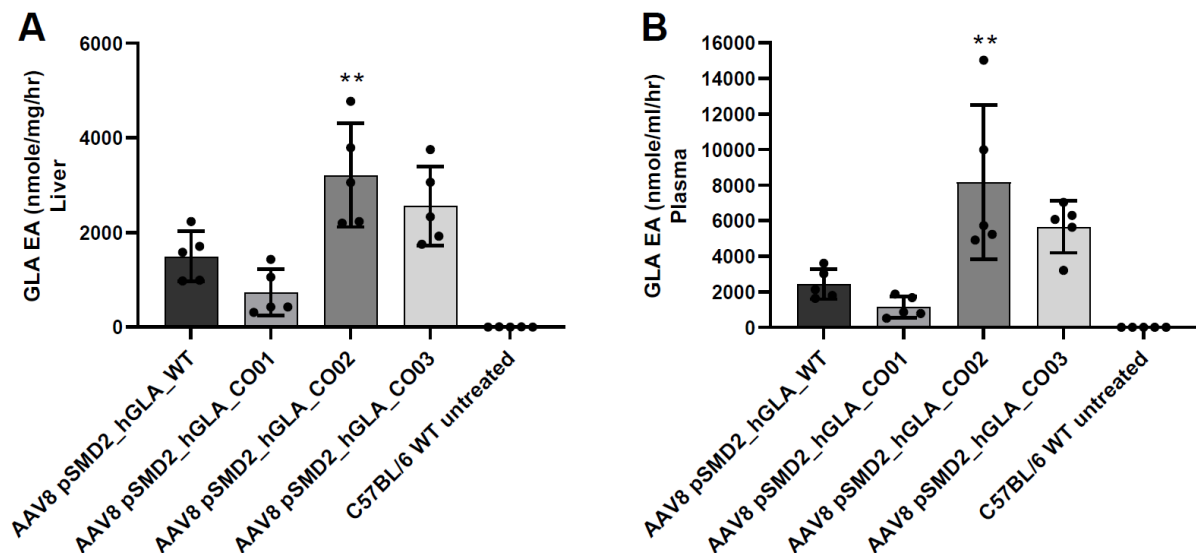 A
GLA EA (nmole/mg/hr)
Liver
6000
4000
2000
0
**
AAV8 pSMD2_hGLA_WT
AAV8 pSMD2_hGLA_CO01
AAV8 pSMD2_hGLA_CO02
AAV8 pSMD2_hGLA_CO03
C57BL/6 WT untreated
B
GLA EA (nmole/ml/hr)
Plasma
16000
14000
12000
10000
8000
6000
4000
2000
0
**
AAV8 pSMD2_hGLA_WT
AAV8 pSMD2_hGLA_CO01
AAV8 pSMD2_hGLA_CO02
AAV8 pSMD2_hGLA_CO03
C57BL/6 WT untreated